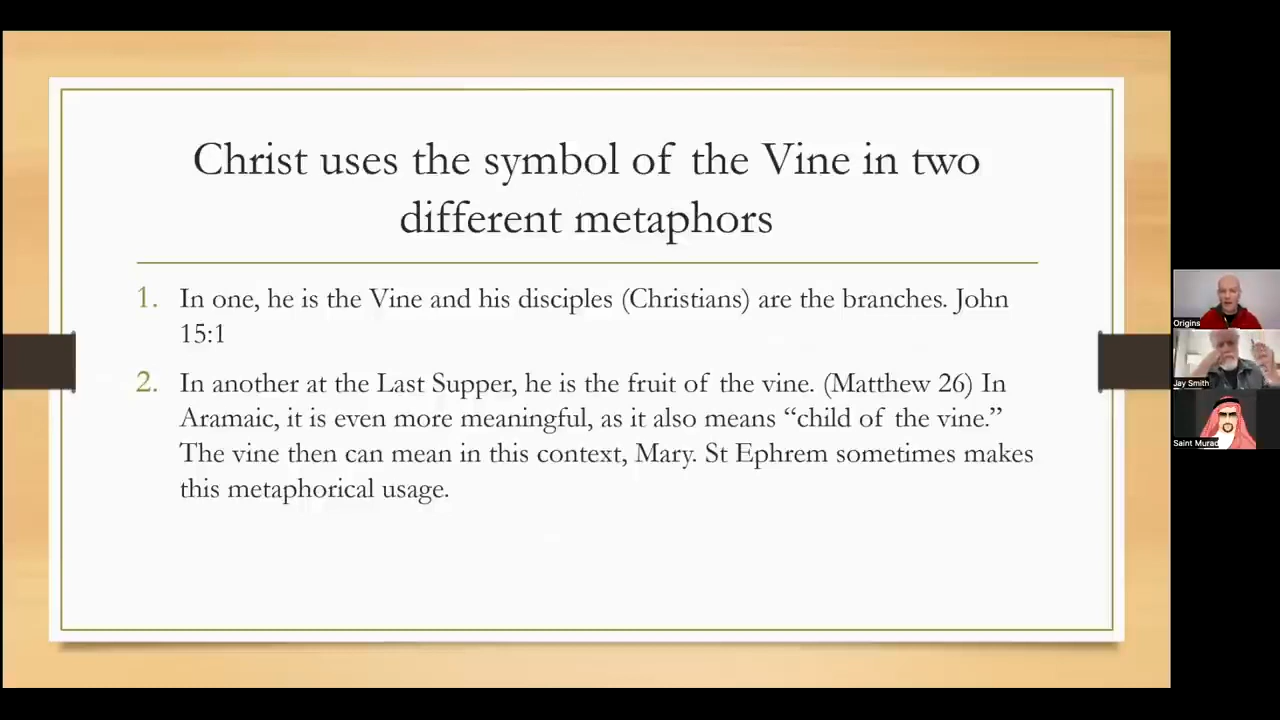 Christ uses the symbol of the Vine in two
different metaphors
1. In one, he is the Vine and his disciples (Christians) are the branches. John
15:1
2. In another at the Last Supper, he is the fruit of the vine. (Matthew 26) In
Aramaic, it is even more meaningful, as it also means “child of the vine.”
The vine then can mean in this context, Mary. St Ephrem sometimes makes
this metaphorical usage.
Origins
Jay Smith
Saint Murad